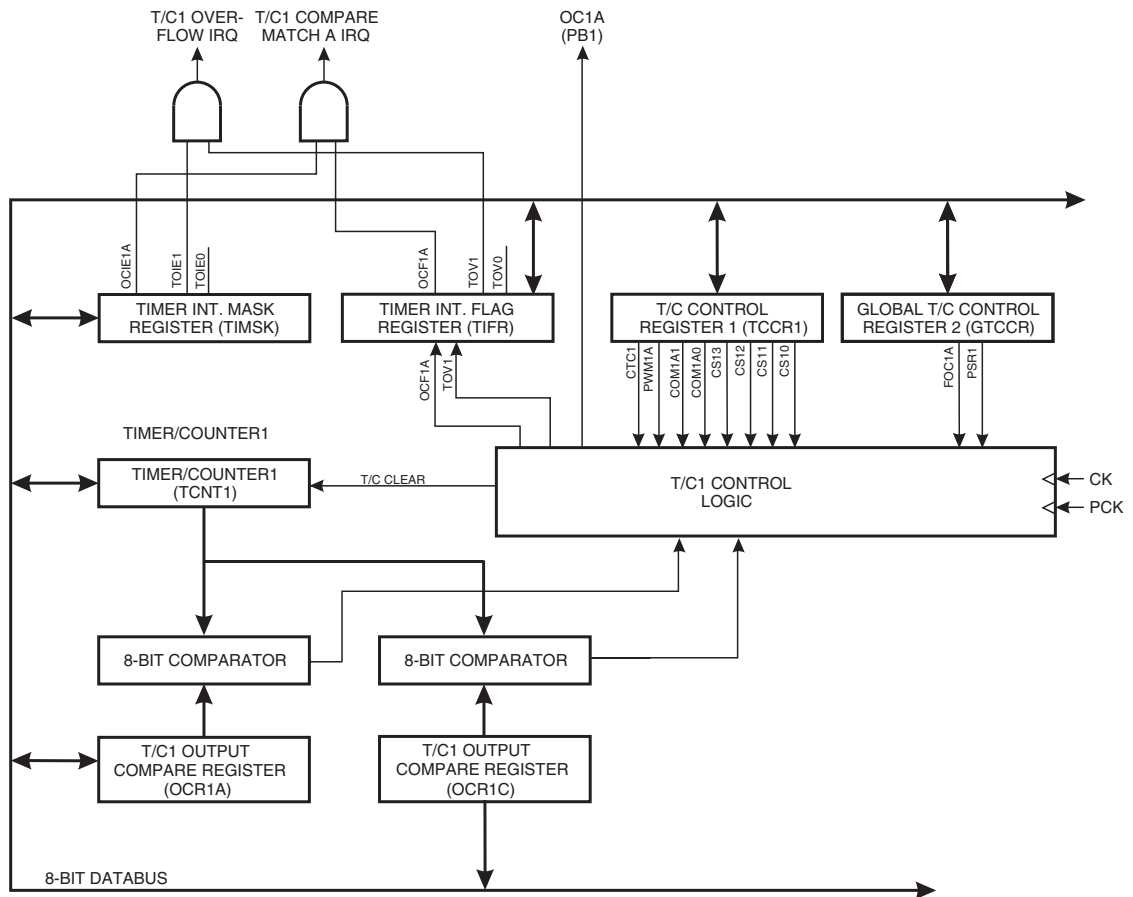 T/C1 OVER-
FLOW IRQ
T/C1 COMPARE
MATCH A IRQ
OC1A
(PB1)
OCIE1A
TOIE1
TOIE0
OCF1A
TOV1
TOV0
TIMER INT. MASK
REGISTER (TIMSK)
TIMER INT. FLAG
REGISTER (TIFR)
T/C CONTROL
REGISTER 1 (TCCR1)
GLOBAL T/C CONTROL
REGISTER 2 (GTCCR)
OCF1A
TOV1
CTC1
PWM1A
COM1A1
COM1A0
CS13
CS12
CS11
CS10
FOC1A
PSR1
TIMER/COUNTER1
TIMER/COUNTER1
(TCNT1)
T/C CLEAR
T/C1 CONTROL
LOGIC
CK
PCK
8-BIT COMPARATOR
8-BIT COMPARATOR
T/C1 OUTPUT
COMPARE REGISTER
(OCR1A)
T/C1 OUTPUT
COMPARE REGISTER
(OCR1C)
8-BIT DATABUS